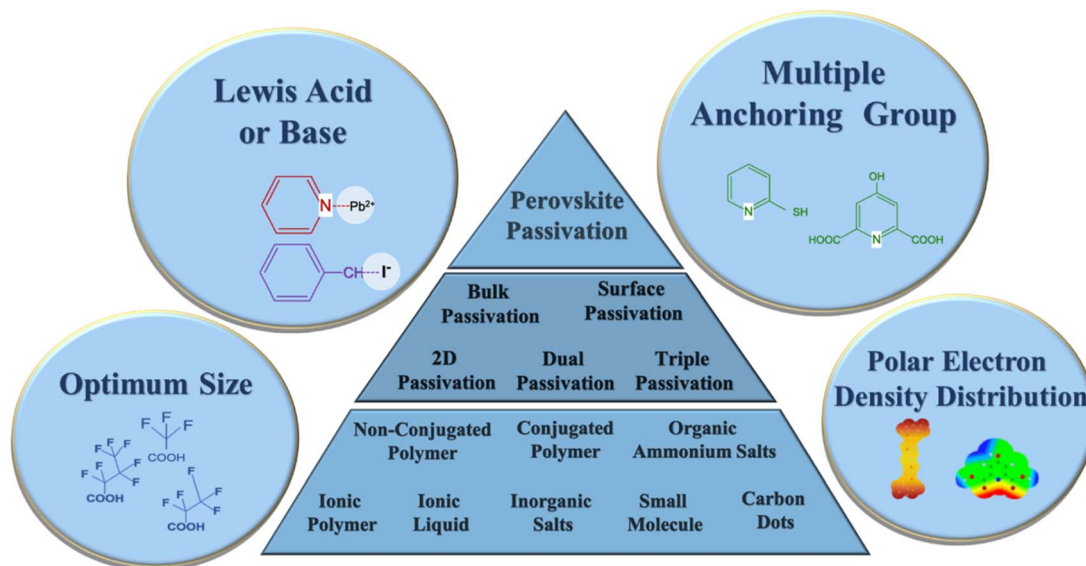 Lewis Acid
or Base
N
Pb²⁺
CH
I⁻
Multiple
Anchoring Group
N
SH
OH
HOOC
N
COOH
Optimum Size
F
F
F
COOH
F
F
F
F
F
F
F
COOH
F
F
F
F
F
COOH
Polar Electron
Density Distribution
Perovskite
Passivation
Bulk
Passivation
Surface
Passivation
2D
Passivation
Dual
Passivation
Triple
Passivation
Non-Conjugated
Polymer
Conjugated
Polymer
Organic
Ammonium Salts
Ionic
Polymer
Ionic
Liquid
Inorganic
Salts
Small
Molecule
Carbon
Dots